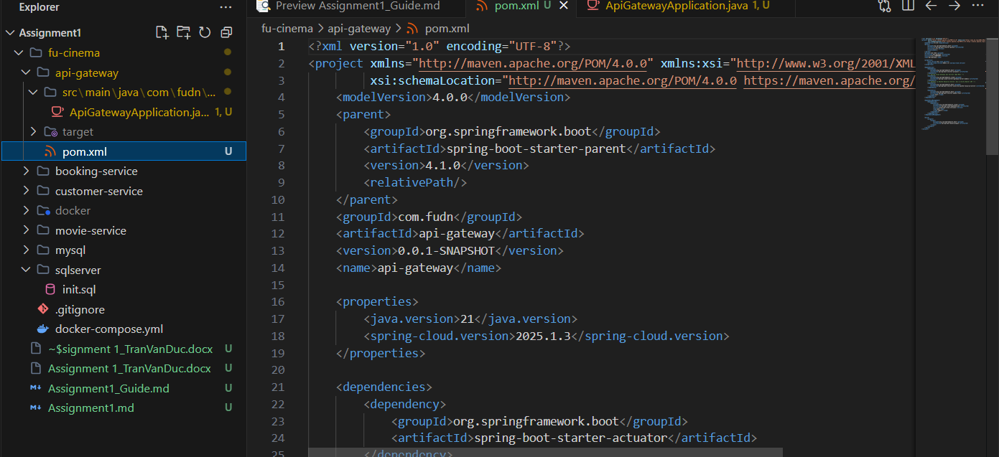 Explorer
Assignment1
fu-cinema
api-gateway
src\main\java\com\fudn\...
ApiGatewayApplication.ja... 1, U
target
pom.xml U
booking-service
customer-service
docker
movie-service
mysql
sqlserver
init.sql
.gitignore
docker-compose.yml
~$signment 1_TranVanDuc.docx U
Assignment 1_TranVanDuc.docx U
Assignment1_Guide.md U
Assignment1.md U
Preview Assignment1_Guide.md
pom.xml U
ApiGatewayApplication.java 1, U
fu-cinema > api-gateway > pom.xml
1 <?xml version="1.0" encoding="UTF-8"?>
2 <project xmlns="http://maven.apache.org/POM/4.0.0" xmlns:xsi="http://www.w3.org/2001/XML
3 xsi:schemaLocation="http://maven.apache.org/POM/4.0.0 https://maven.apache.org/
4 <modelVersion>4.0.0</modelVersion>
5 <parent>
6 <groupId>org.springframework.boot</groupId>
7 <artifactId>spring-boot-starter-parent</artifactId>
8 <version>4.1.0</version>
9 <relativePath/>
10 </parent>
11 <groupId>com.fudn</groupId>
12 <artifactId>api-gateway</artifactId>
13 <version>0.0.1-SNAPSHOT</version>
14 <name>api-gateway</name>
15
16 <properties>
17 <java.version>21</java.version>
18 <spring-cloud.version>2025.1.3</spring-cloud.version>
19 </properties>
20
21 <dependencies>
22 <dependency>
23 <groupId>org.springframework.boot</groupId>
24 <artifactId>spring-boot-starter-actuator</artifactId>
25 </dependency>